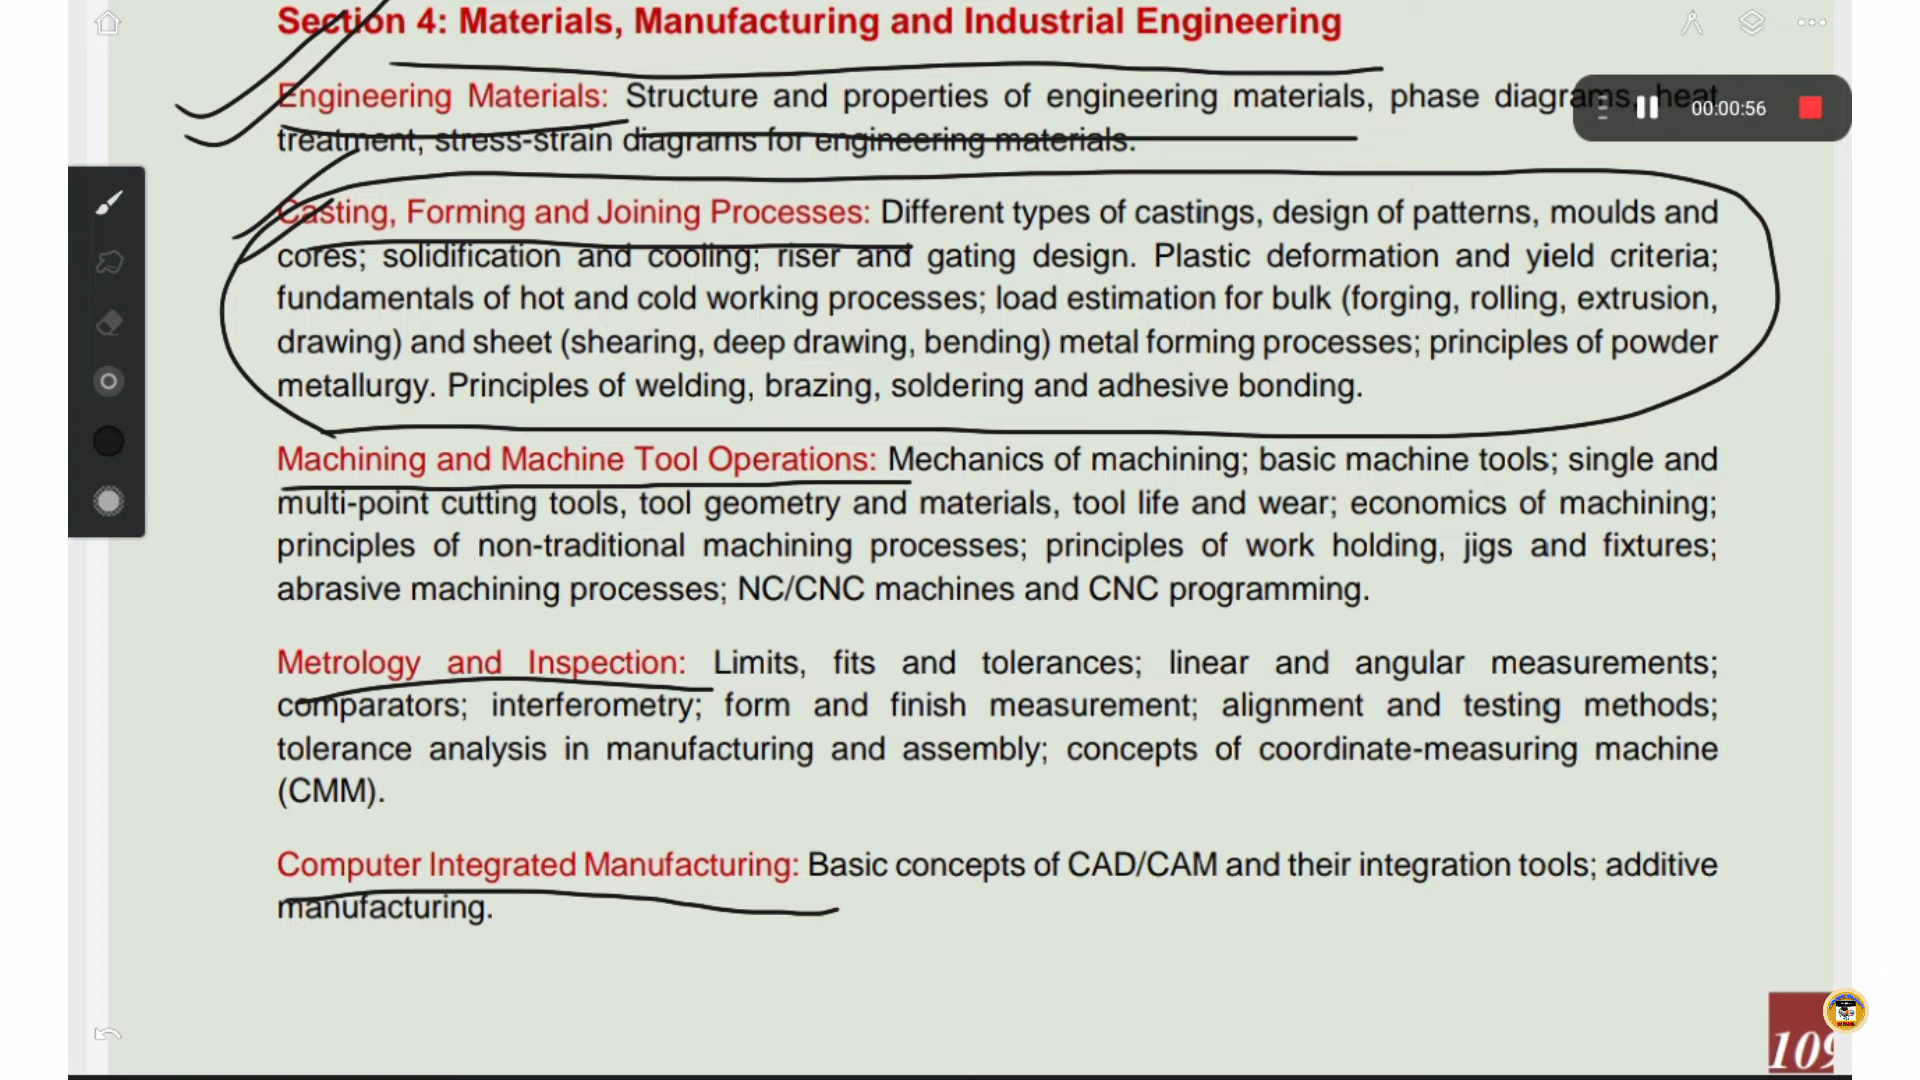 Section 4: Materials, Manufacturing and Industrial Engineering
Engineering Materials: Structure and properties of engineering materials, phase diagrams, heat
00:00:56
treatment, stress-strain diagrams for engineering materials.
Casting, Forming and Joining Processes: Different types of castings, design of patterns, moulds and
cores; solidification and cooling; riser and gating design. Plastic deformation and yield criteria;
fundamentals of hot and cold working processes; load estimation for bulk (forging, rolling, extrusion,
drawing) and sheet (shearing, deep drawing, bending) metal forming processes; principles of powder
metallurgy. Principles of welding, brazing, soldering and adhesive bonding.
Machining and Machine Tool Operations: Mechanics of machining; basic machine tools; single and
multi-point cutting tools, tool geometry and materials, tool life and wear; economics of machining;
principles of non-traditional machining processes; principles of work holding, jigs and fixtures;
abrasive machining processes; NC/CNC machines and CNC programming.
Metrology and Inspection: Limits, fits and tolerances; linear and angular measurements;
comparators; interferometry; form and finish measurement; alignment and testing methods;
tolerance analysis in manufacturing and assembly; concepts of coordinate-measuring machine
(CMM).
Computer Integrated Manufacturing: Basic concepts of CAD/CAM and their integration tools; additive
manufacturing.
109